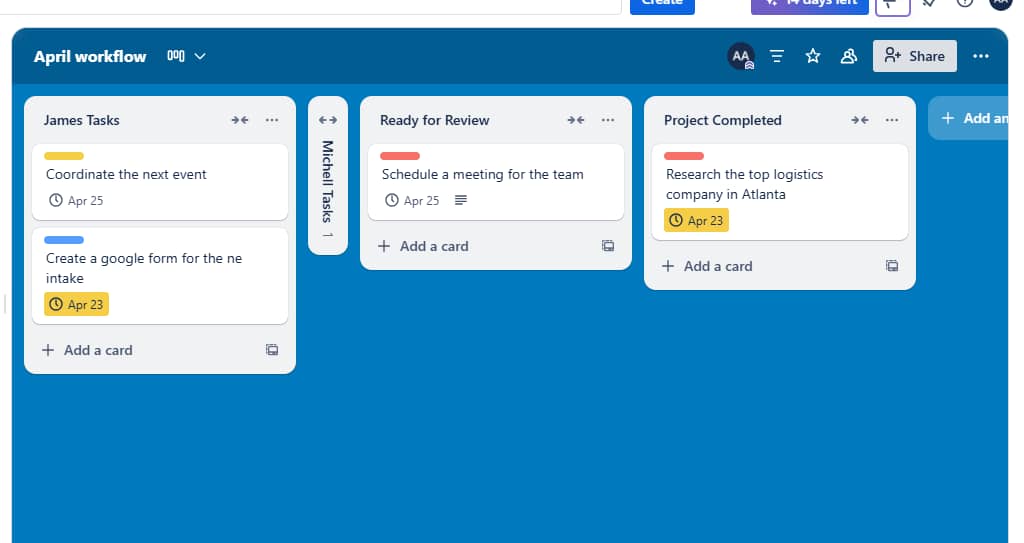 Create
14 days left
AA
April workflow
AA
Share
James Tasks
Coordinate the next event
Apr 25
Create a google form for the ne
intake
Apr 23
Add a card
Michell Tasks 1
Ready for Review
Schedule a meeting for the team
Apr 25
Add a card
Project Completed
Research the top logistics
company in Atlanta
Apr 23
Add a card
Add an